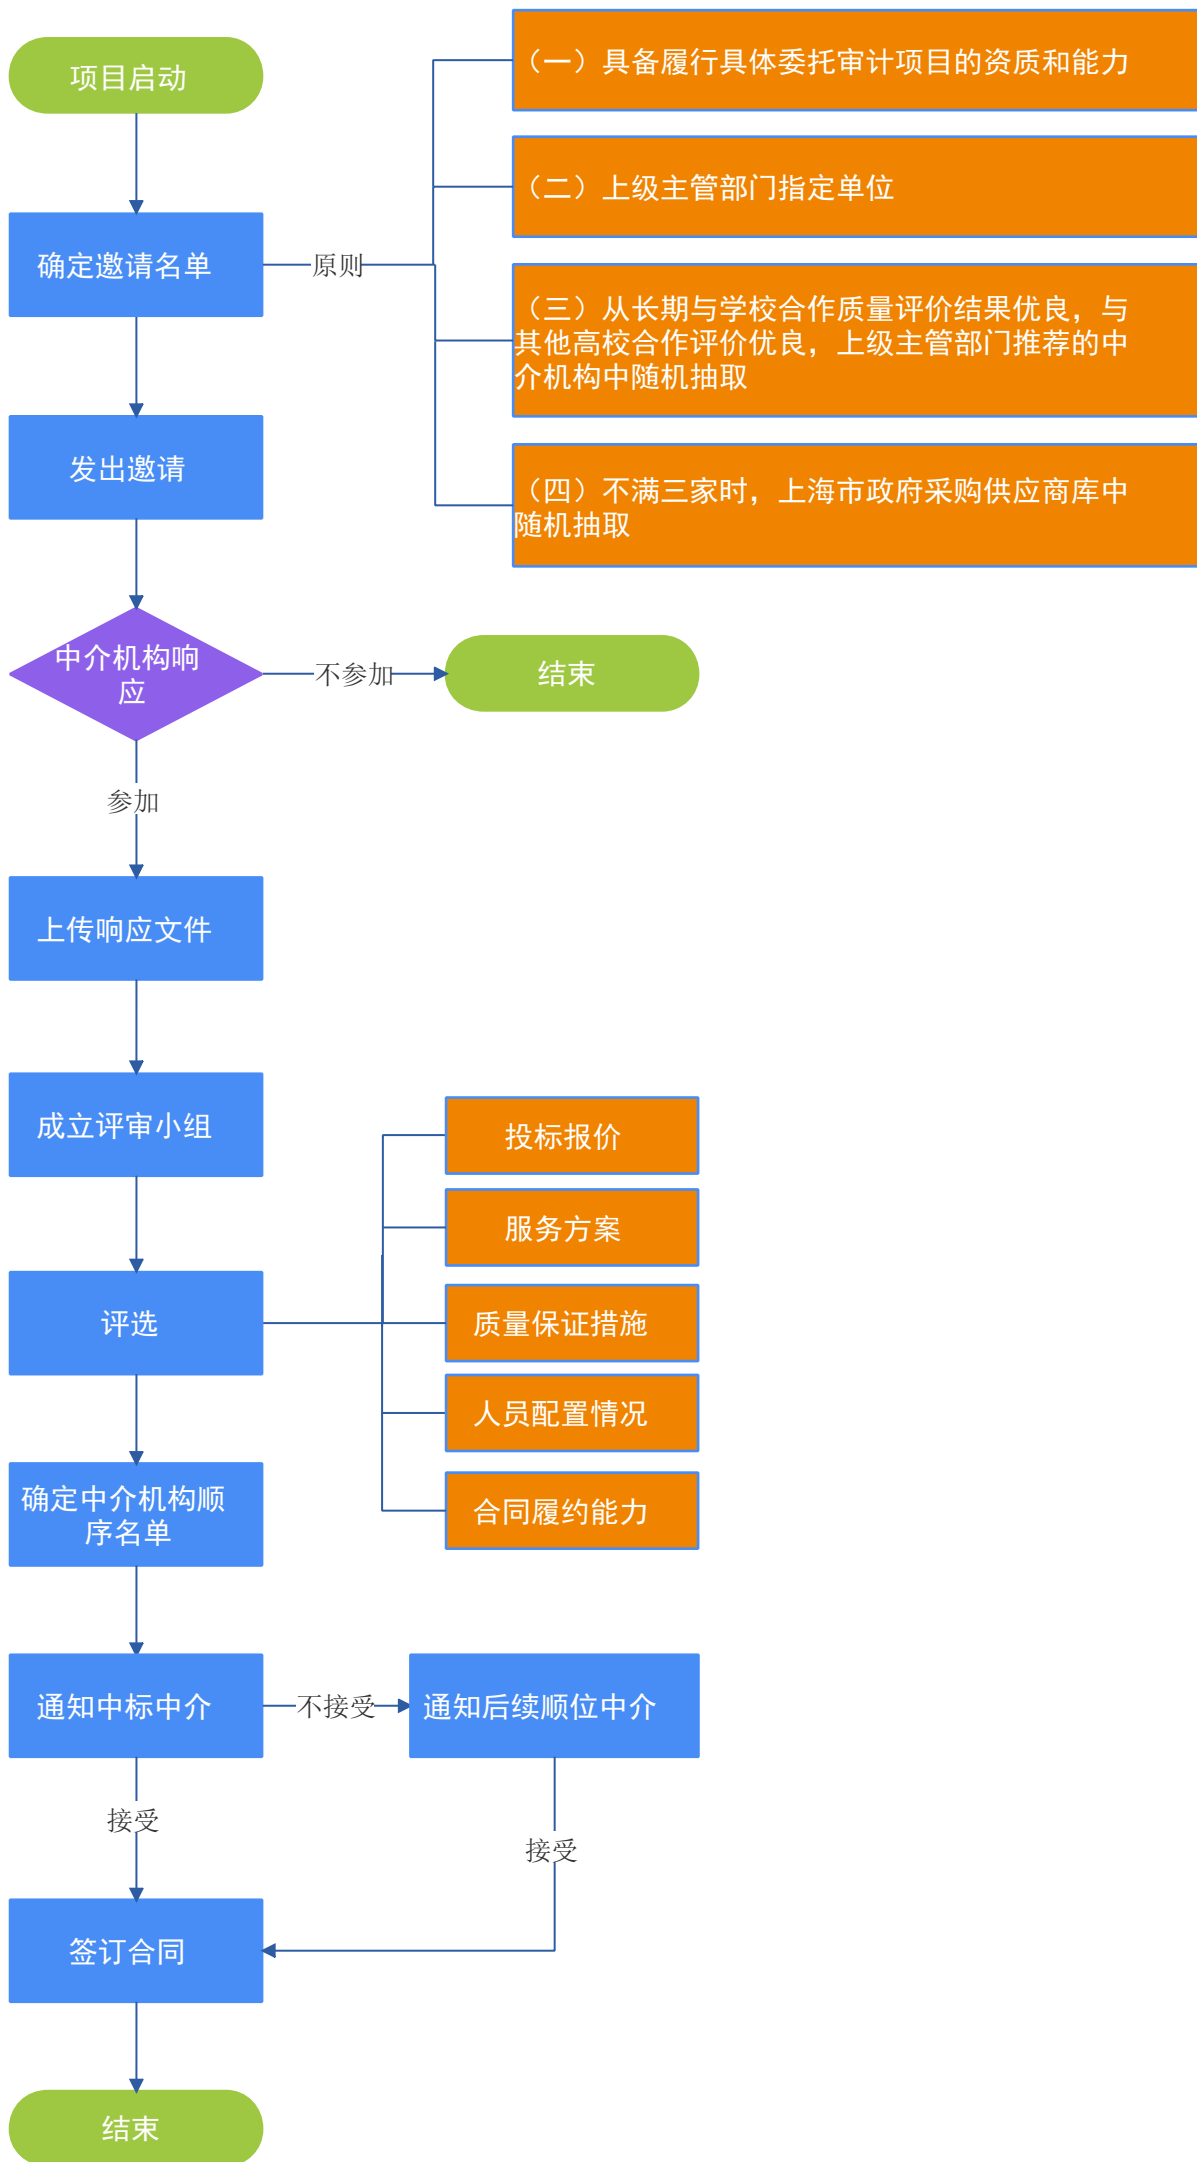 项目启动
（一）具备履行具体委托审计项目的资质和能力
（二）上级主管部门指定单位
确定邀请名单
原则
（三）从长期与学校合作质量评价结果优良，与
其他高校合作评价优良，上级主管部门推荐的中
介机构中随机抽取
发出邀请
（四）不满三家时，上海市政府采购供应商库中
随机抽取
中介机构响
应
不参加
结束
参加
上传响应文件
成立评审小组
投标报价
服务方案
评选
质量保证措施
人员配置情况
确定中介机构顺
序名单
合同履约能力
通知中标中介
不接受
通知后续顺位中介
接受
接受
签订合同
结束